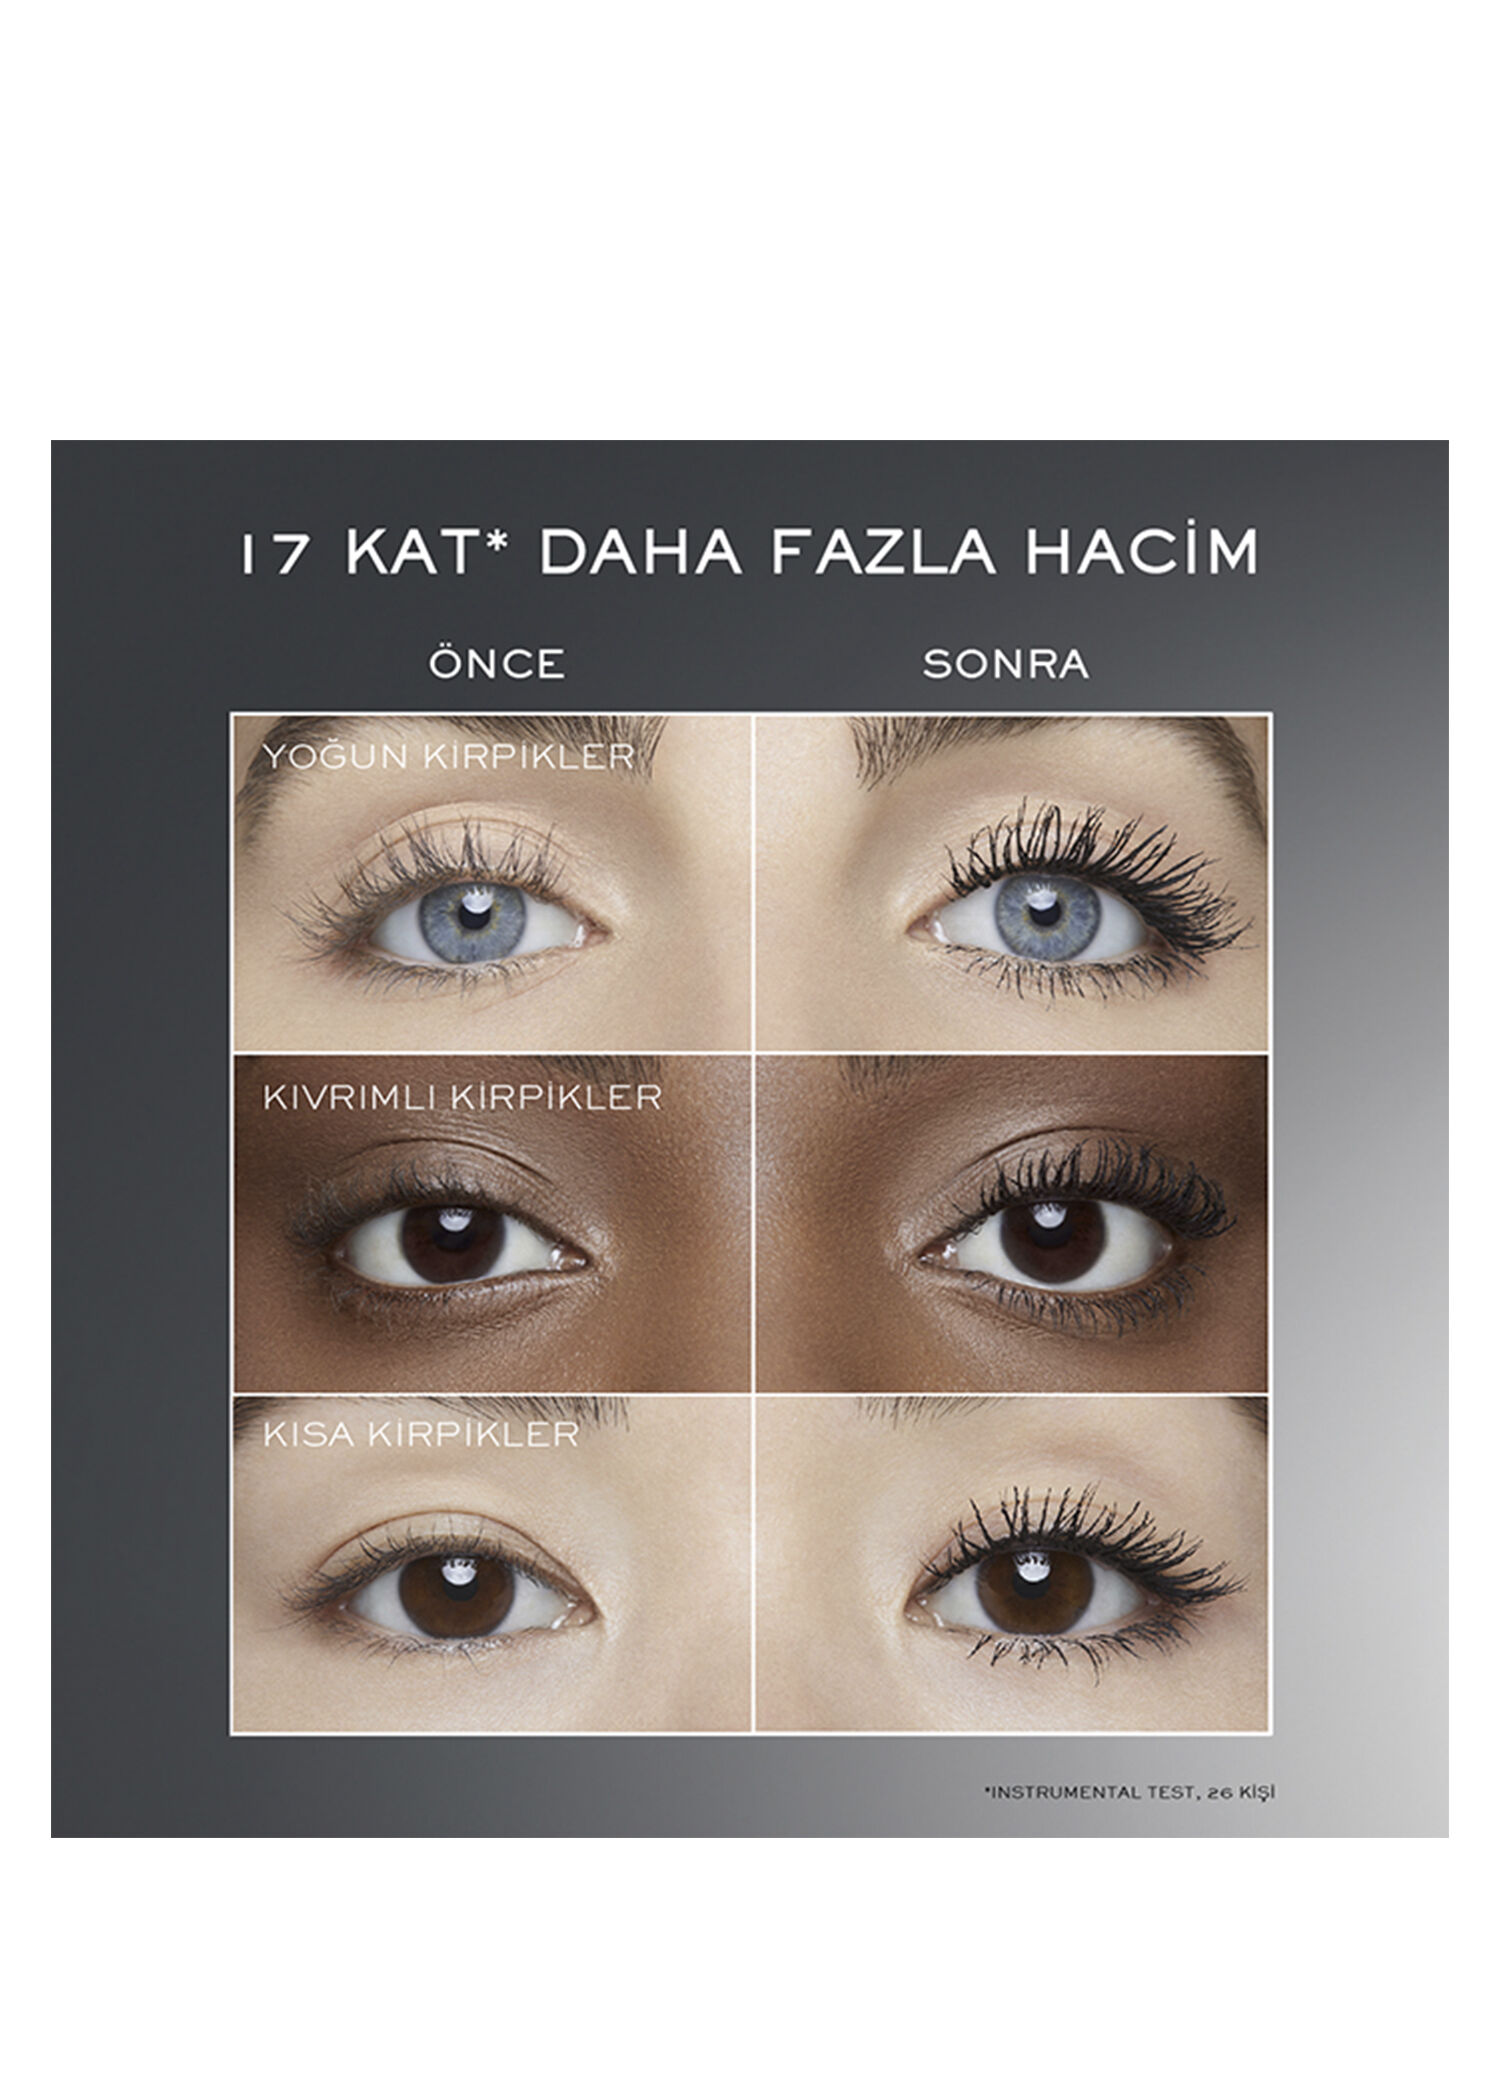 17 KAT* DAHA FAZLA HACİM
ÖNCE
SONRA
YOĞUN KİRPİKLER
KIVRIMLI KİRPİKLER
KISA KİRPİKLER
*INSTRUMENTAL TEST, 26 KİŞİ